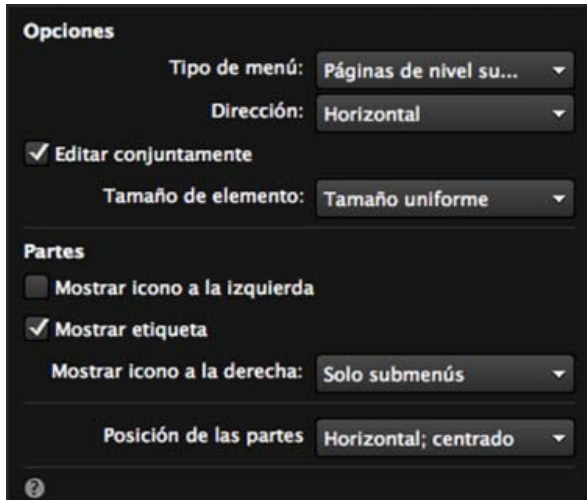 Opciones
Tipo de menú: Páginas de nivel su...
Dirección: Horizontal
Editar conjuntamente
Tamaño de elemento: Tamaño uniforme
Partes
Mostrar icono a la izquierda
Mostrar etiqueta
Mostrar icono a la derecha: Solo submenús
Posición de las partes Horizontal; centrado
?